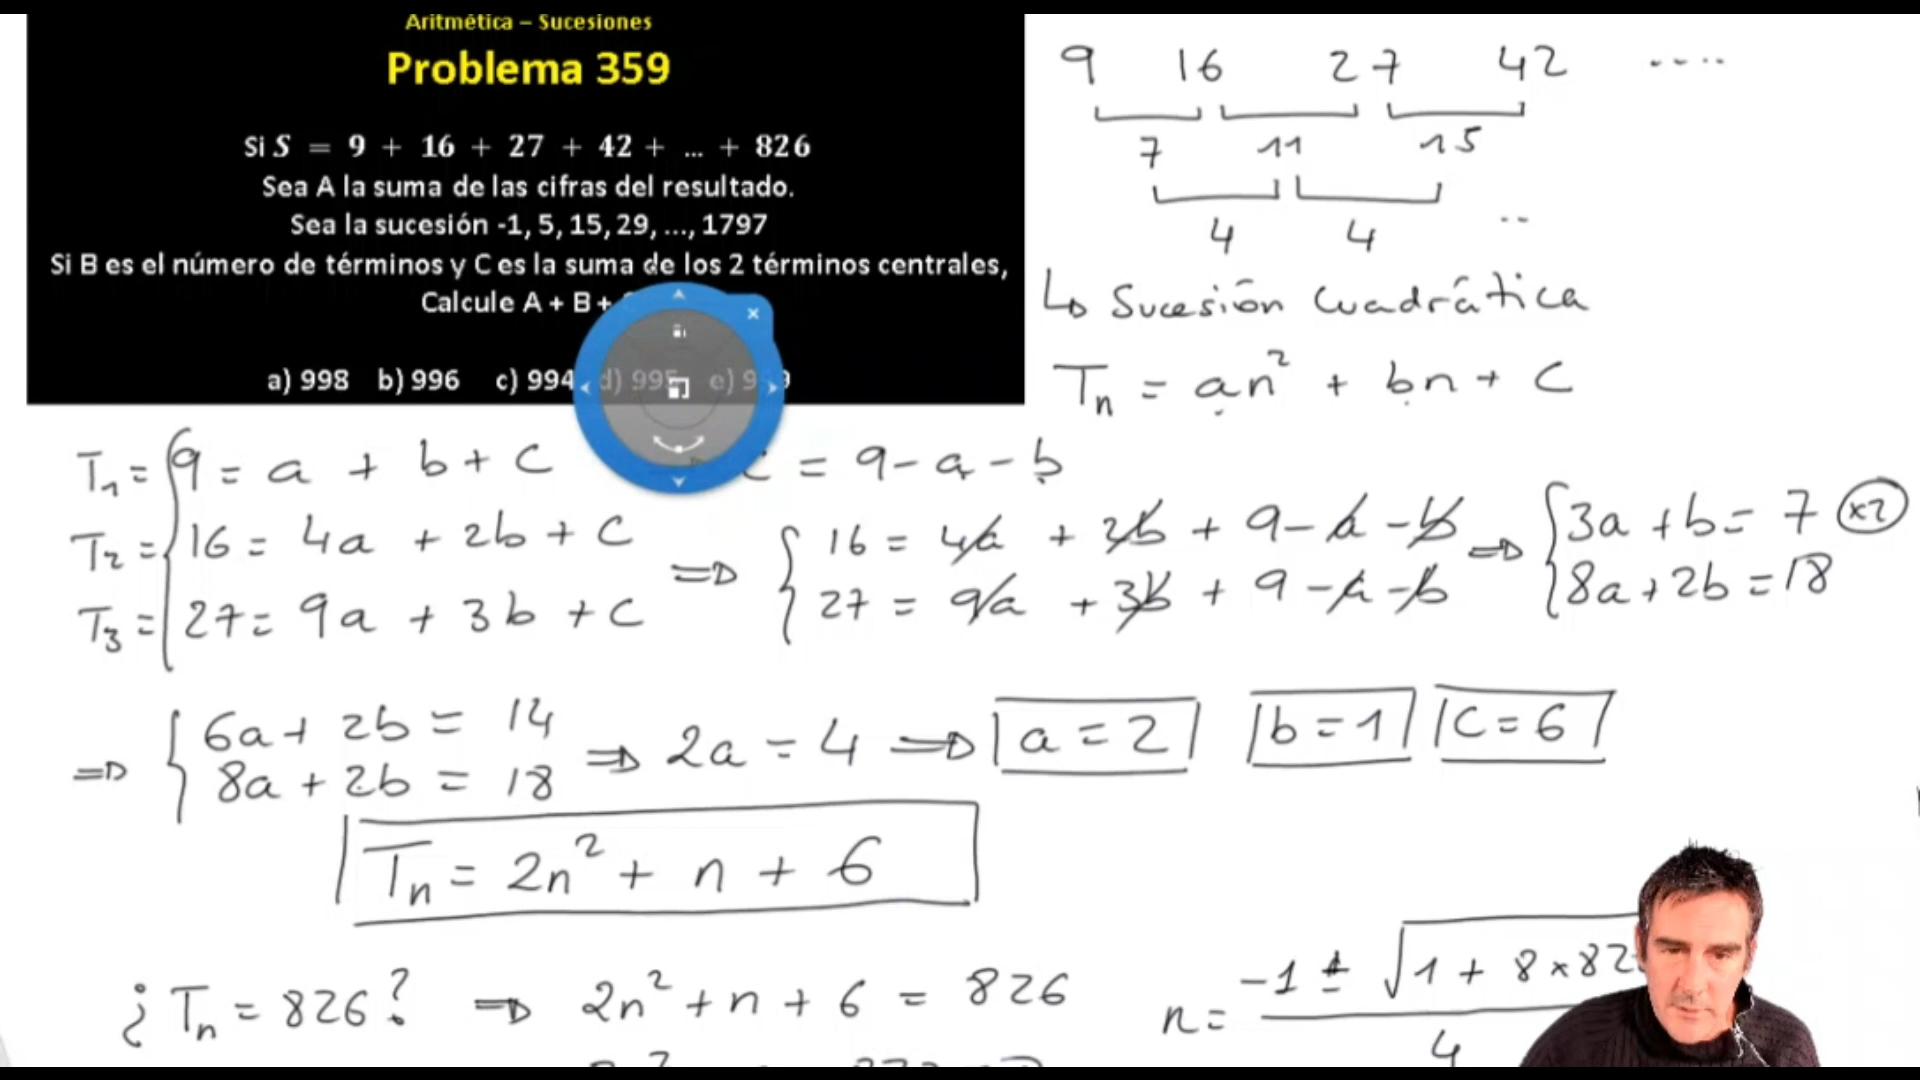 Aritmética – Sucesiones
Problema 359
Si S = 9 + 16 + 27 + 42 + ... + 826
Sea A la suma de las cifras del resultado.
Sea la sucesión -1, 5, 15, 29, ..., 1797
Si B es el número de términos y C es la suma de los 2 términos centrales,
Calcule A + B +
a) 998 b) 996 c) 994 d) 995 e)
9 16 27 42 ....
7 11 15
4 4 ..
↳ Sucesión Cuadrática
Tₙ = an² + bn + c
T₁ = 9 = a + b + c
T₂ = 16 = 4a + 2b + c
T₃ = 27 = 9a + 3b + c
c = 9 - a - b
⇒ 16 = 4a + 2b + 9 - a - b
27 = 9a + 3b + 9 - a - b
⇒ 3a + b = 7 x2
8a + 2b = 18
⇒ 6a + 2b = 14
8a + 2b = 18
⇒ 2a = 4 ⇒ a = 2 b = 1 c = 6
Tₙ = 2n² + n + 6
¿Tₙ = 826? ⇒ 2n² + n + 6 = 826
n = -1 ± √1 + 8×82
4